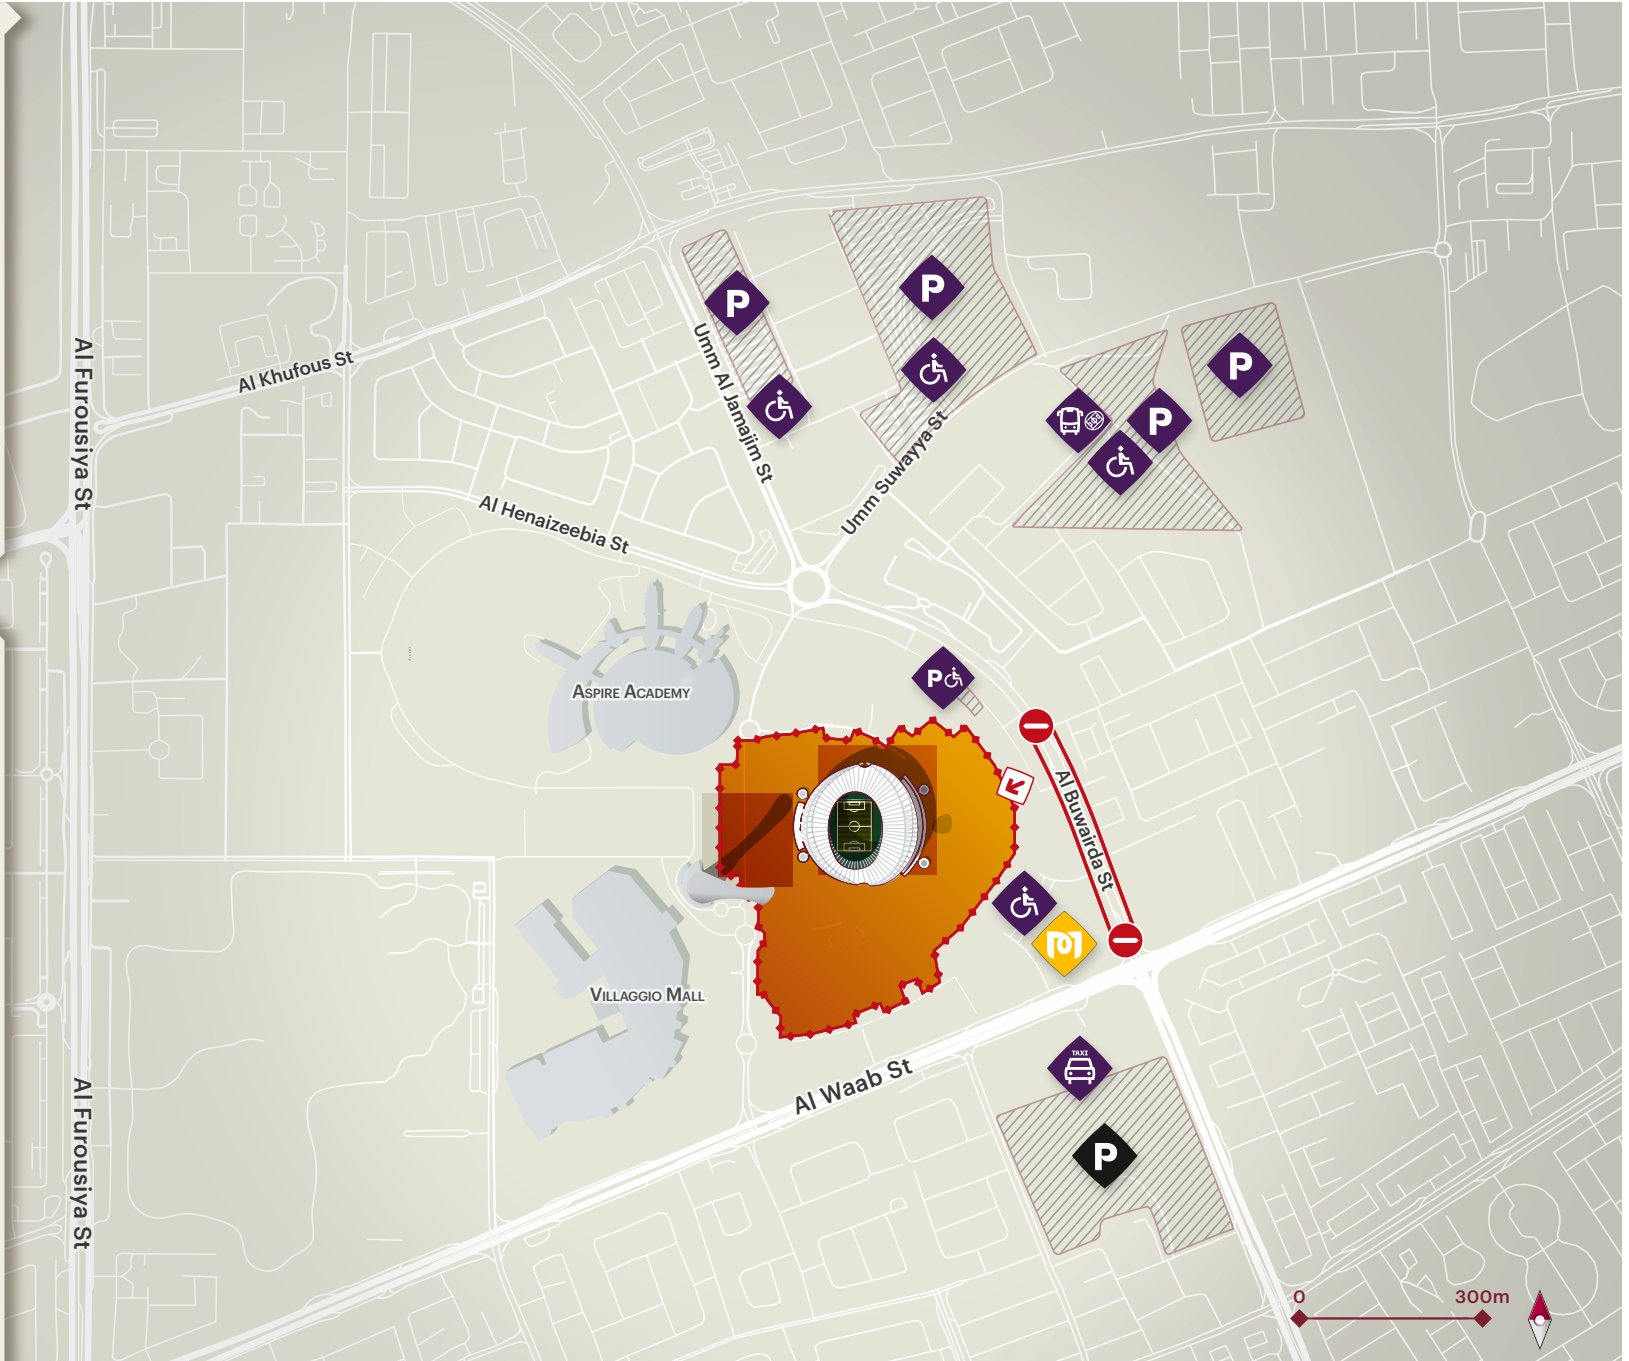 P
P
Al Furousiya St
Umm Al Jamajim St
Al Khufous St
P
P
Umm Suwayya St
Al Henaizeebia St
P
Aspire Academy
Al Buwairda St
Villaggio Mall
Al Waab St
TAXI
Al Furousiya St
P
0 300m